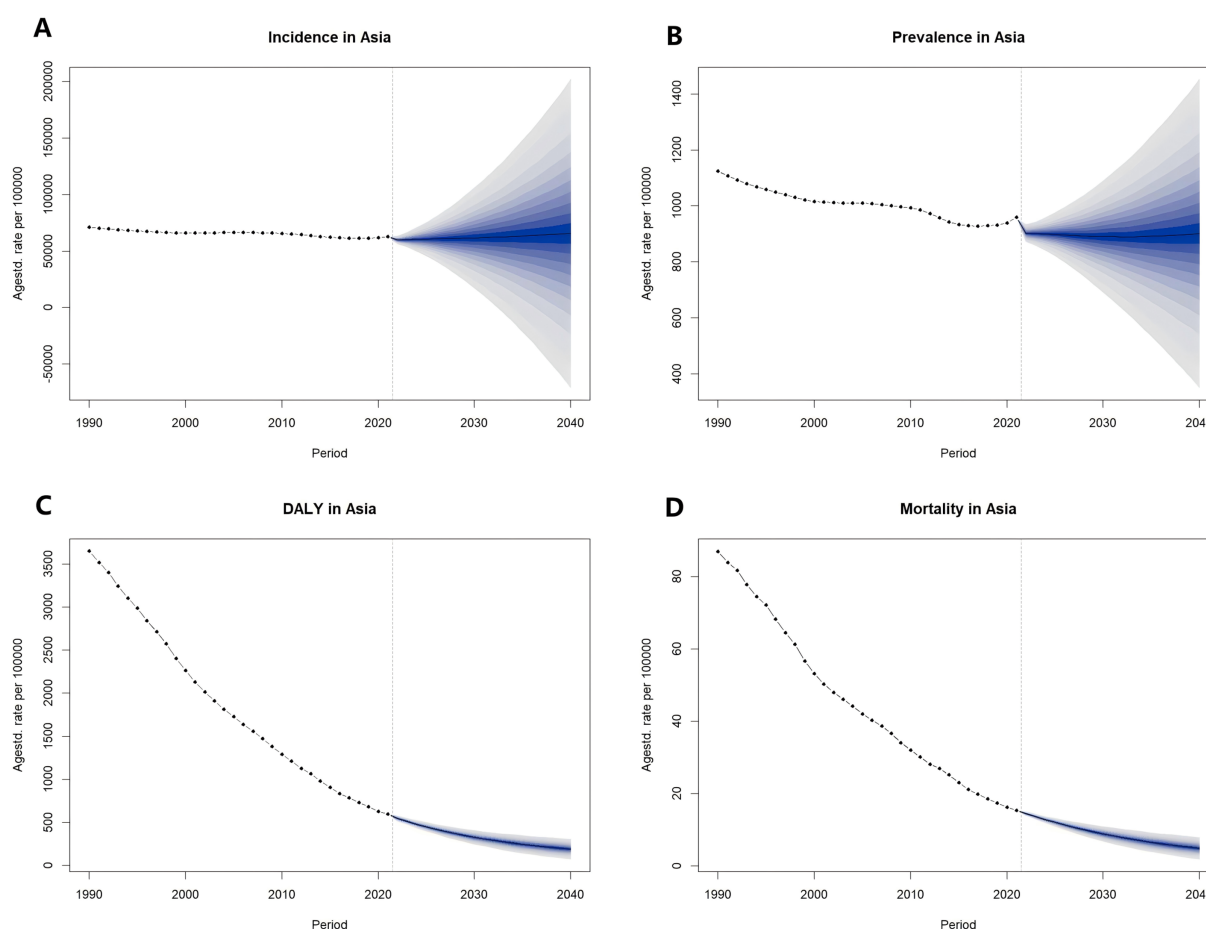 A
Incidence in Asia
Agestd. rate per 100000
200000
150000
100000
50000
0
-50000
1990 2000 2010 2020 2030 2040
Period
B
Prevalence in Asia
Agestd. rate per 100000
1400
1200
1000
800
600
400
1990 2000 2010 2020 2030 204
Period
C
DALY in Asia
Agestd. rate per 100000
3500
3000
2500
2000
1500
1000
500
0
1990 2000 2010 2020 2030 2040
Period
D
Mortality in Asia
Agestd. rate per 100000
80
60
40
20
0
1990 2000 2010 2020 2030 204
Period